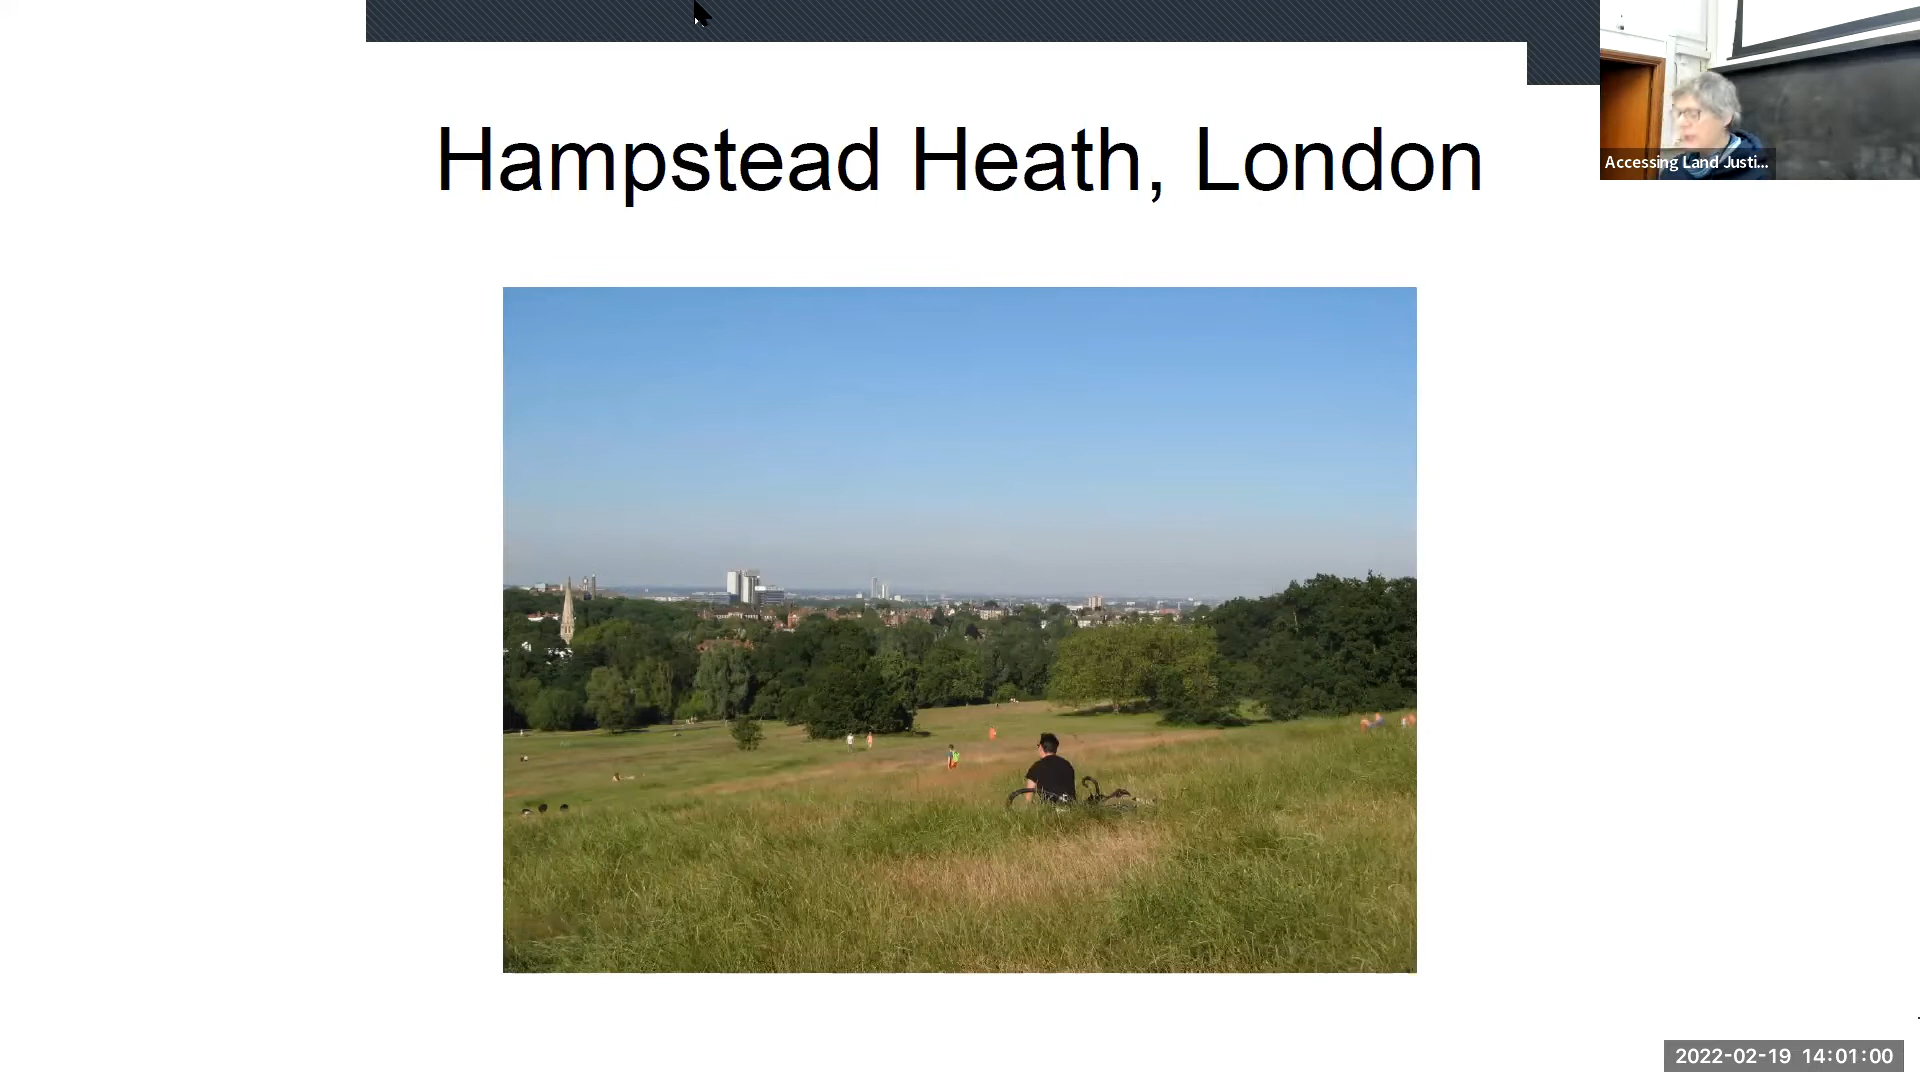 Hampstead Heath, London
Accessing Land Justi...
2022-02-19 14:01:00